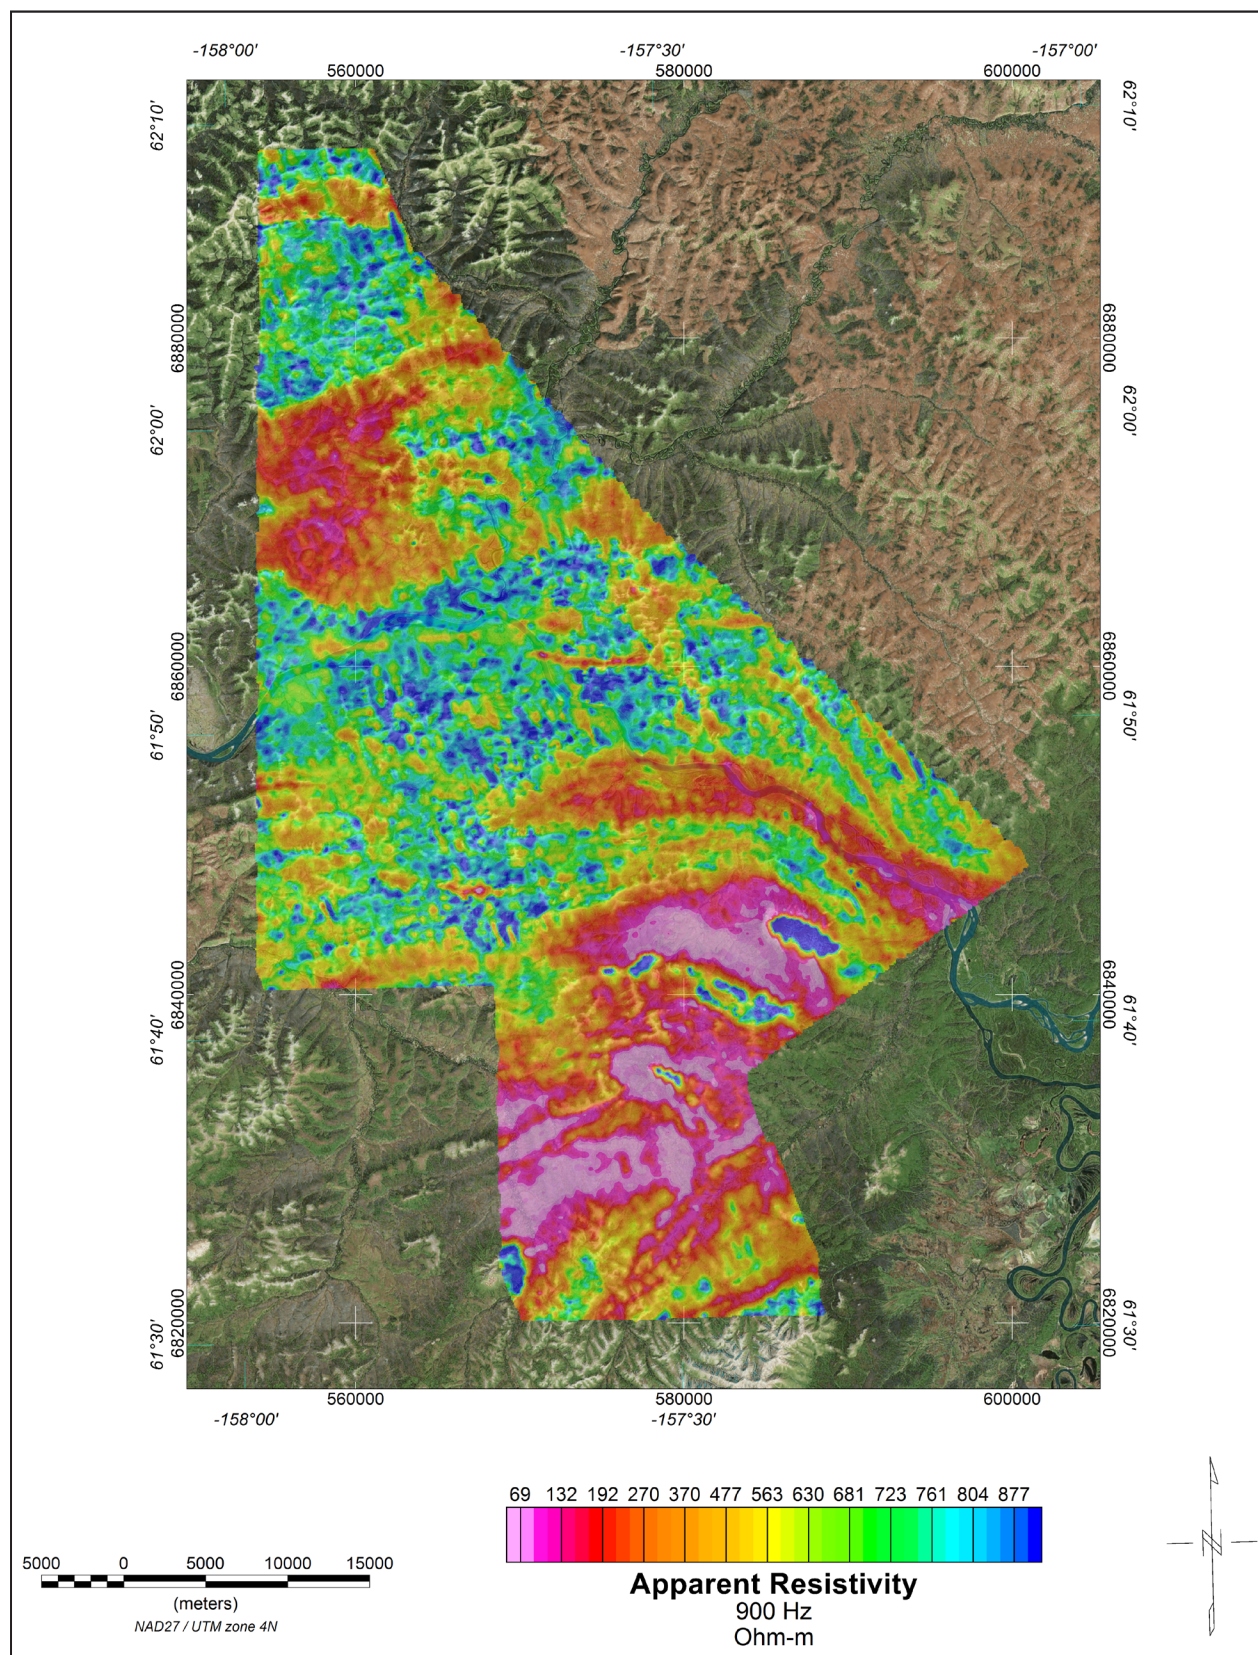 -158°00' -157°30' -157°00'
560000 580000 600000
62°10' 62°10'
6880000 6880000
62°00' 62°00'
6860000 6860000
61°50' 61°50'
6840000 6840000
61°40' 61°40'
6820000 6820000
61°30' 61°30'
560000 580000 600000
-158°00' -157°30'
69 132 192 270 370 477 563 630 681 723 761 804 877
Apparent Resistivity
900 Hz
Ohm-m
5000 0 5000 10000 15000
(meters)
NAD27 / UTM zone 4N